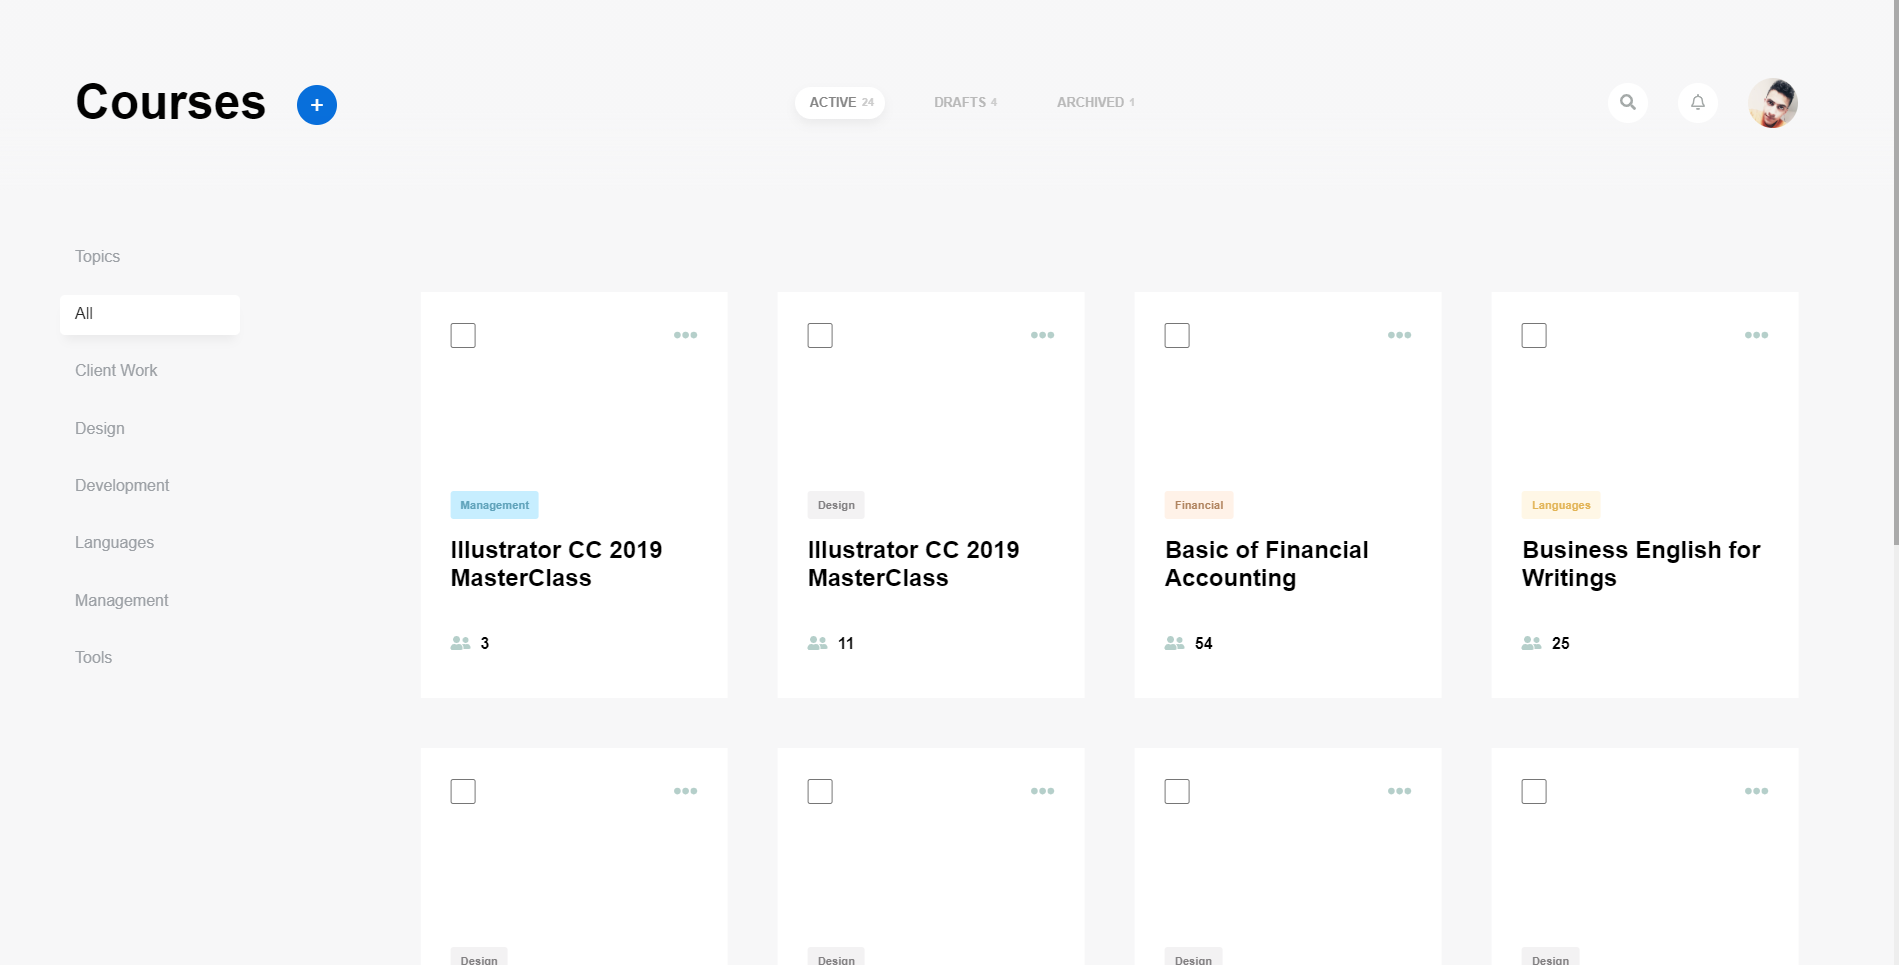 Courses
+
ACTIVE 24
DRAFTS 4
ARCHIVED 1
Topics
All
Client Work
Design
Development
Languages
Management
Tools
Management
Illustrator CC 2019
MasterClass
3
Design
Illustrator CC 2019
MasterClass
11
Financial
Basic of Financial
Accounting
54
Languages
Business English for
Writings
25
Design
Design
Design
Design